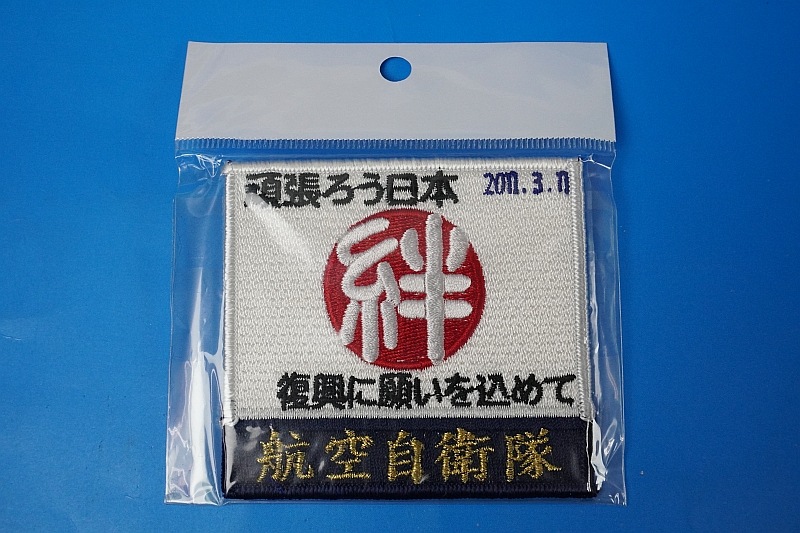 頑張ろう日本 2011.3.11
絆
復興に願いを込めて
航空自衛隊